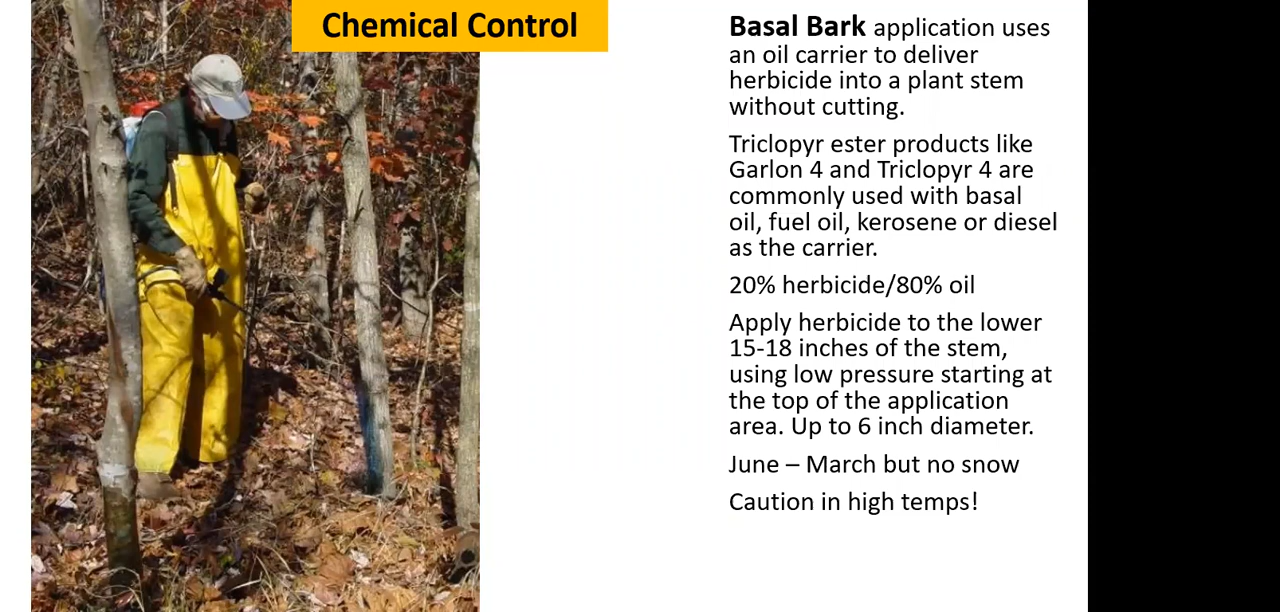 Chemical Control
Basal Bark application uses
an oil carrier to deliver
herbicide into a plant stem
without cutting.
Triclopyr ester products like
Garlon 4 and Triclopyr 4 are
commonly used with basal
oil, fuel oil, kerosene or diesel
as the carrier.
20% herbicide/80% oil
Apply herbicide to the lower
15-18 inches of the stem,
using low pressure starting at
the top of the application
area. Up to 6 inch diameter.
June – March but no snow
Caution in high temps!